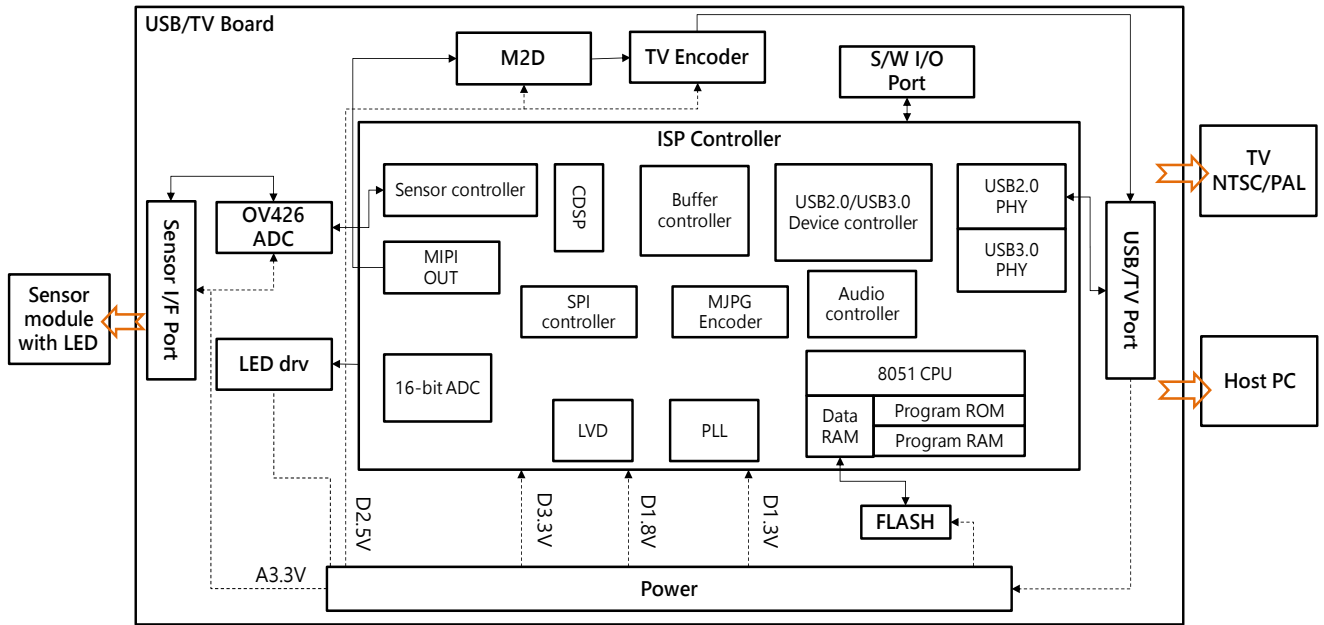 USB/TV Board
M2D
TV Encoder
S/W I/O
Port
ISP Controller
Sensor controller
CDSP
Buffer
controller
USB2.0/USB3.0
Device controller
USB2.0
PHY
USB3.0
PHY
TV
NTSC/PAL
OV426
ADC
Sensor I/F Port
MIPI
OUT
USB/TV Port
Sensor
module
with LED
SPI
controller
MJPG
Encoder
Audio
controller
LED drv
16-bit ADC
8051 CPU
Data
RAM
Program ROM
Program RAM
Host PC
LVD
PLL
D2.5V
D3.3V
D1.8V
D1.3V
FLASH
A3.3V
Power